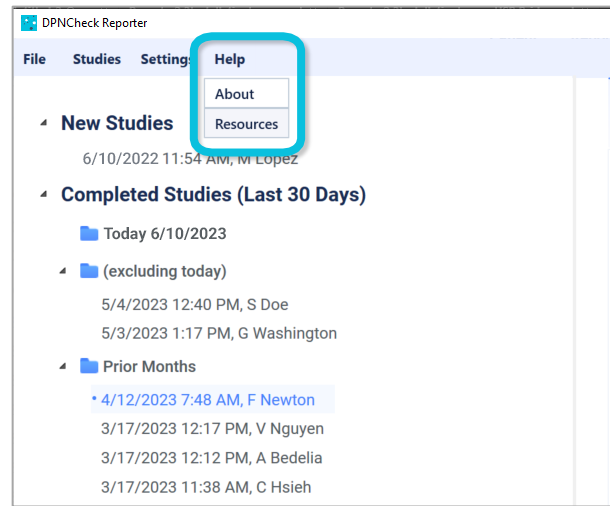 DPNCheck Reporter
File Studies Settings Help
About
Resources
New Studies
6/10/2022 11:54 AM, M Lopez
Completed Studies (Last 30 Days)
Today 6/10/2023
(excluding today)
5/4/2023 12:40 PM, S Doe
5/3/2023 1:17 PM, G Washington
Prior Months
4/12/2023 7:48 AM, F Newton
3/17/2023 12:17 PM, V Nguyen
3/17/2023 12:12 PM, A Bedelia
3/17/2023 11:38 AM, C Hsieh